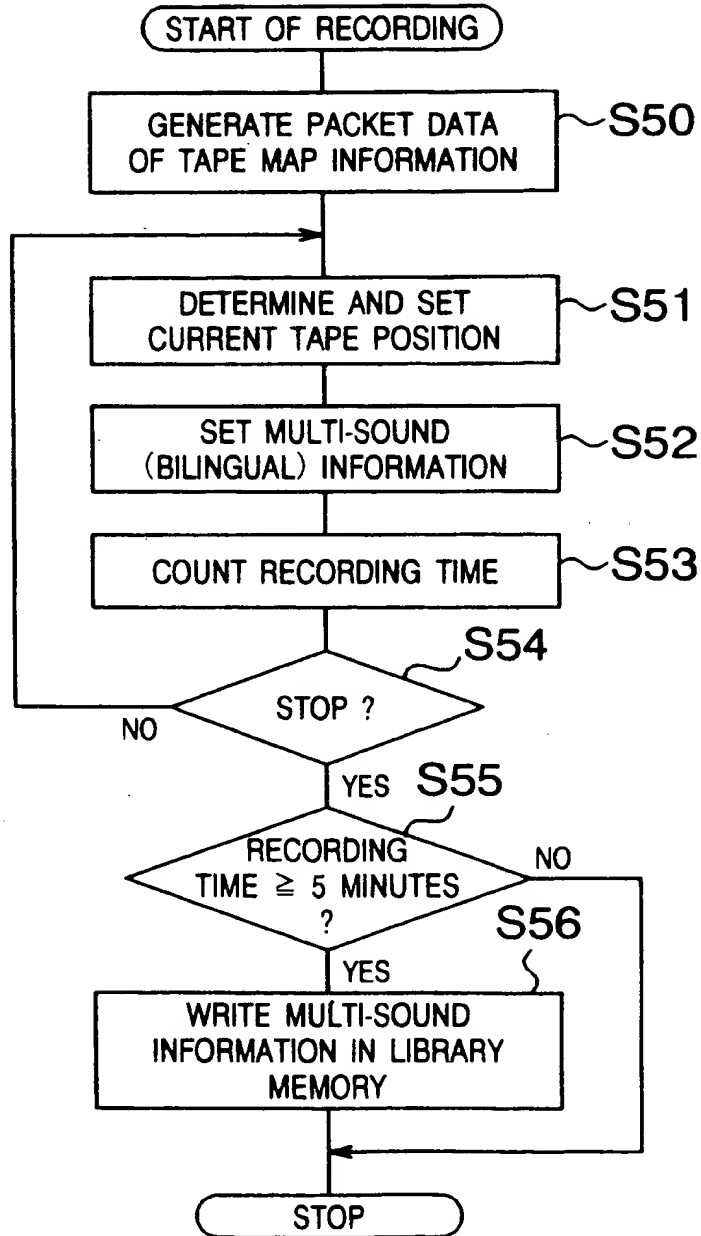 START OF RECORDING
GENERATE PACKET DATA
OF TAPE MAP INFORMATION
S50
DETERMINE AND SET
CURRENT TAPE POSITION
S51
SET MULTI-SOUND
(BILINGUAL) INFORMATION
S52
COUNT RECORDING TIME
S53
S54
STOP ?
NO
YES
S55
RECORDING
TIME ≧ 5 MINUTES
?
NO
YES
S56
WRITE MULTI-SOUND
INFORMATION IN LIBRARY
MEMORY
STOP